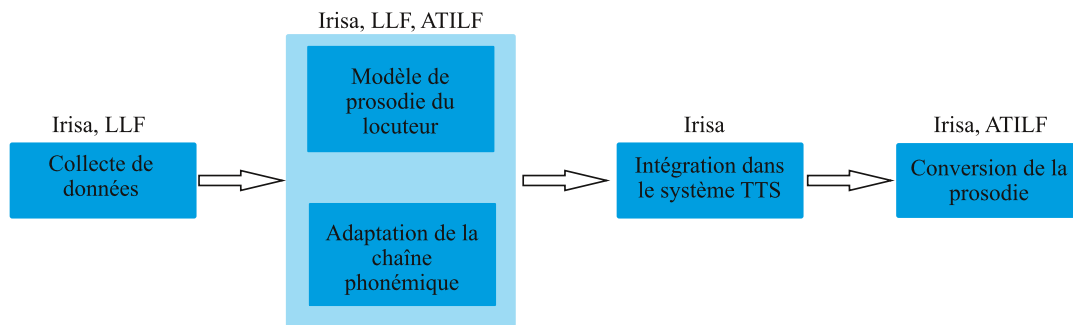 Irisa, LLF
Collecte de
données
Irisa, LLF, ATILF
Modèle de
prosodie du
locuteur
Adaptation de la
chaîne
phonémique
Irisa
Intégration dans
le système TTS
Irisa, ATILF
Conversion de la
prosodie